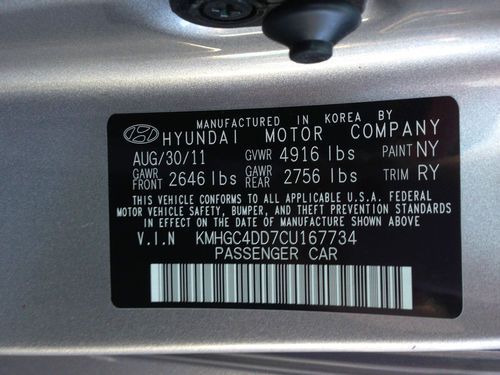 MANUFACTURED IN KOREA BY
HYUNDAI MOTOR COMPANY
AUG/30/11 GVWR 4916 lbs PAINT NY
GAWR FRONT 2646 lbs GAWR REAR 2756 lbs TRIM RY
THIS VEHICLE CONFORMS TO ALL APPLICABLE U.S.A. FEDERAL
MOTOR VEHICLE SAFETY, BUMPER, AND THEFT PREVENTION STANDARDS
IN EFFECT ON THE DATE OF MANUFACTURE SHOWN ABOVE.
V.I.N KMHGC4DD7CU167734
PASSENGER CAR